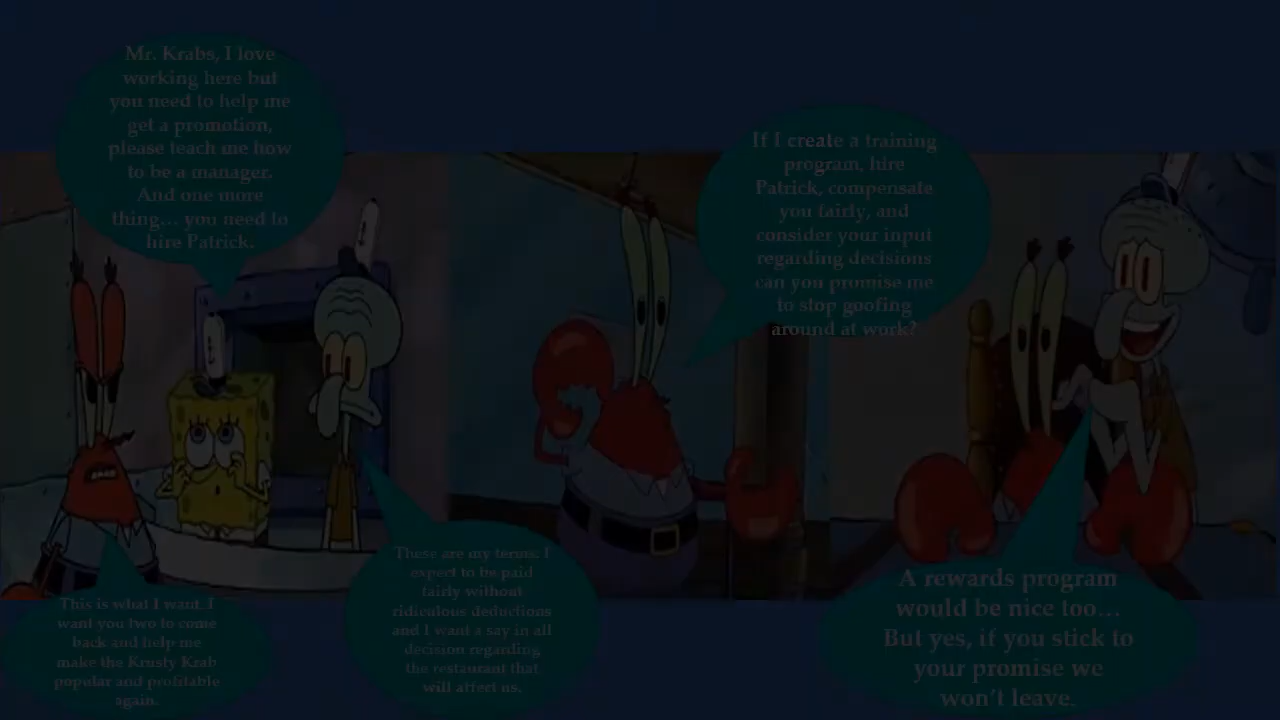 Mr. Krabs, I love
working here but
you need to help me
get a promotion,
please teach me how
to be a manager.
And one more
thing... you need to
hire Patrick.
This is what I want. I
want you two to come
back and help me
make the Krusty Krab
popular and profitable
again.
These are my terms: I
expect to be paid
fairly without
ridiculous deductions
and I want a say in all
decision regarding
the restaurant that
will affect us.
If I create a training
program, hire
Patrick, compensate
you fairly, and
consider your input
regarding decisions
can you promise me
to stop goofing
around at work?
A rewards program
would be nice too...
But yes, if you stick to
your promise we
won't leave.